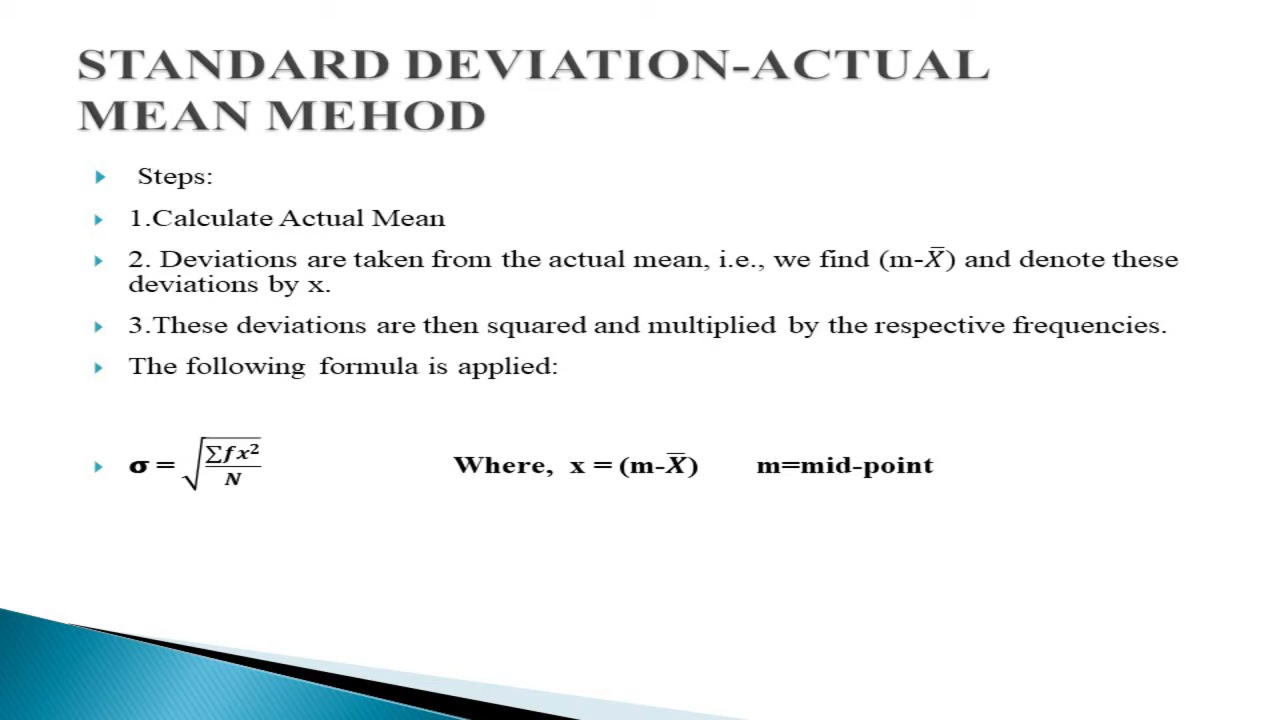 STANDARD DEVIATION-ACTUAL
MEAN MEHOD
Steps:
1.Calculate Actual Mean
2. Deviations are taken from the actual mean, i.e., we find (m-X̅) and denote these
deviations by x.
3.These deviations are then squared and multiplied by the respective frequencies.
The following formula is applied:
σ = √(∑fx²/N) Where, x = (m-X̅) m=mid-point